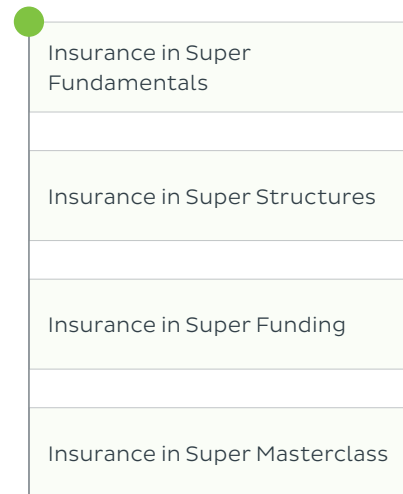 Insurance in Super
Fundamentals
Insurance in Super Structures
Insurance in Super Funding
Insurance in Super Masterclass